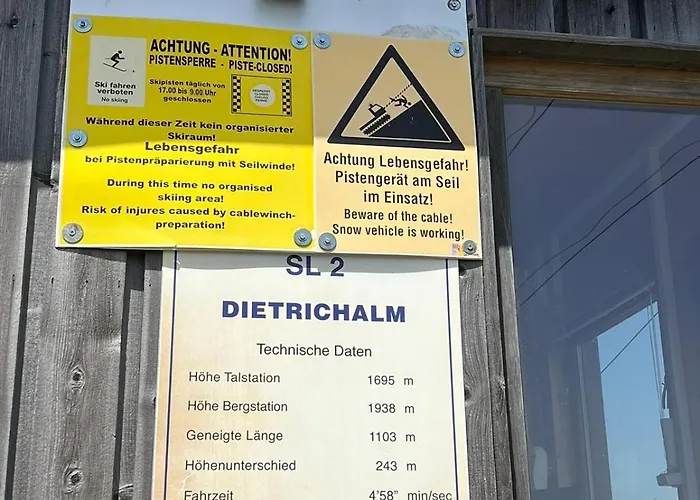 ACHTUNG - ATTENTION!
PISTENSPERRE - PISTE-CLOSED!
Ski fahren
verboten
No skiing
Skipisten täglich von
17.00 bis 9.00 Uhr
geschlossen
Während dieser Zeit kein organisierter
Skiraum!
Lebensgefahr
bei Pistenpräparierung mit Seilwinde!
During this time no organised
skiing area!
Risk of injures caused by cablewinch-
preparation!
Achtung Lebensgefahr!
Pistengerät am Seil
im Einsatz!
Beware of the cable!
Snow vehicle is working!
SL 2
DIETRICHALM
Technische Daten
Höhe Talstation 1695 m
Höhe Bergstation 1938 m
Geneigte Länge 1103 m
Höhenunterschied 243 m
Fahrzeit 4'58" min/sec